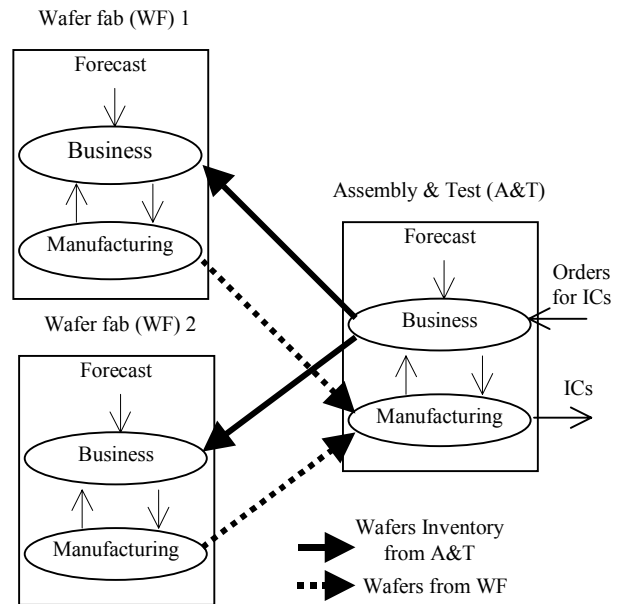 Wafer fab (WF) 1
Forecast
Business
Manufacturing
Wafer fab (WF) 2
Forecast
Business
Manufacturing
Assembly & Test (A&T)
Forecast
Business
Manufacturing
Orders
for ICs
ICs
Wafers Inventory
from A&T
Wafers from WF